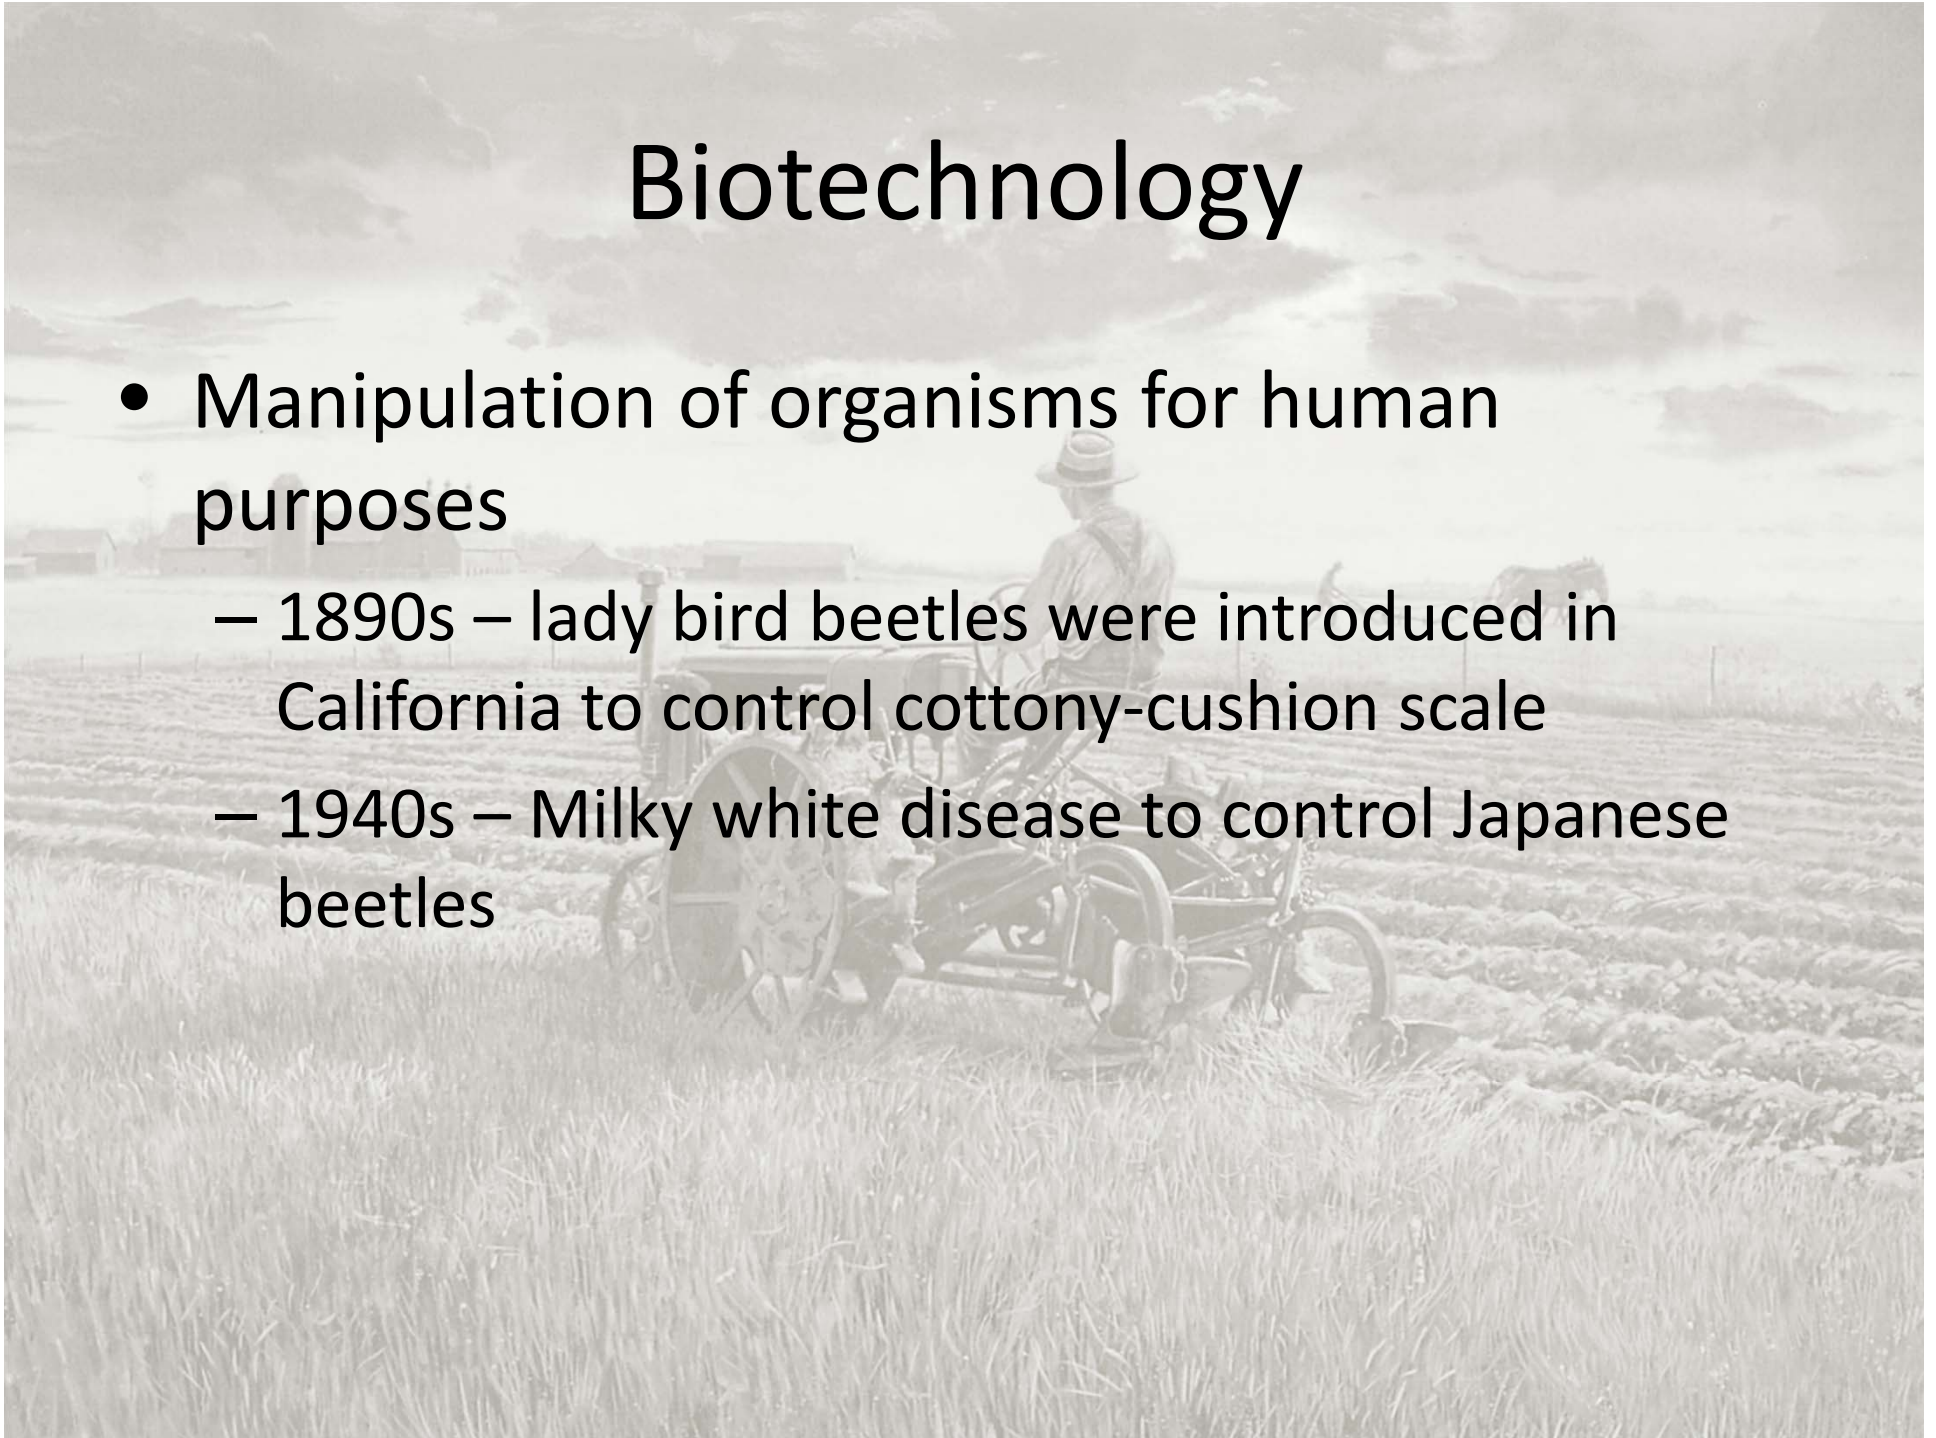 Biotechnology
• Manipulation of organisms for human
purposes
– 1890s – lady bird beetles were introduced in
California to control cottony-cushion scale
– 1940s – Milky white disease to control Japanese
beetles